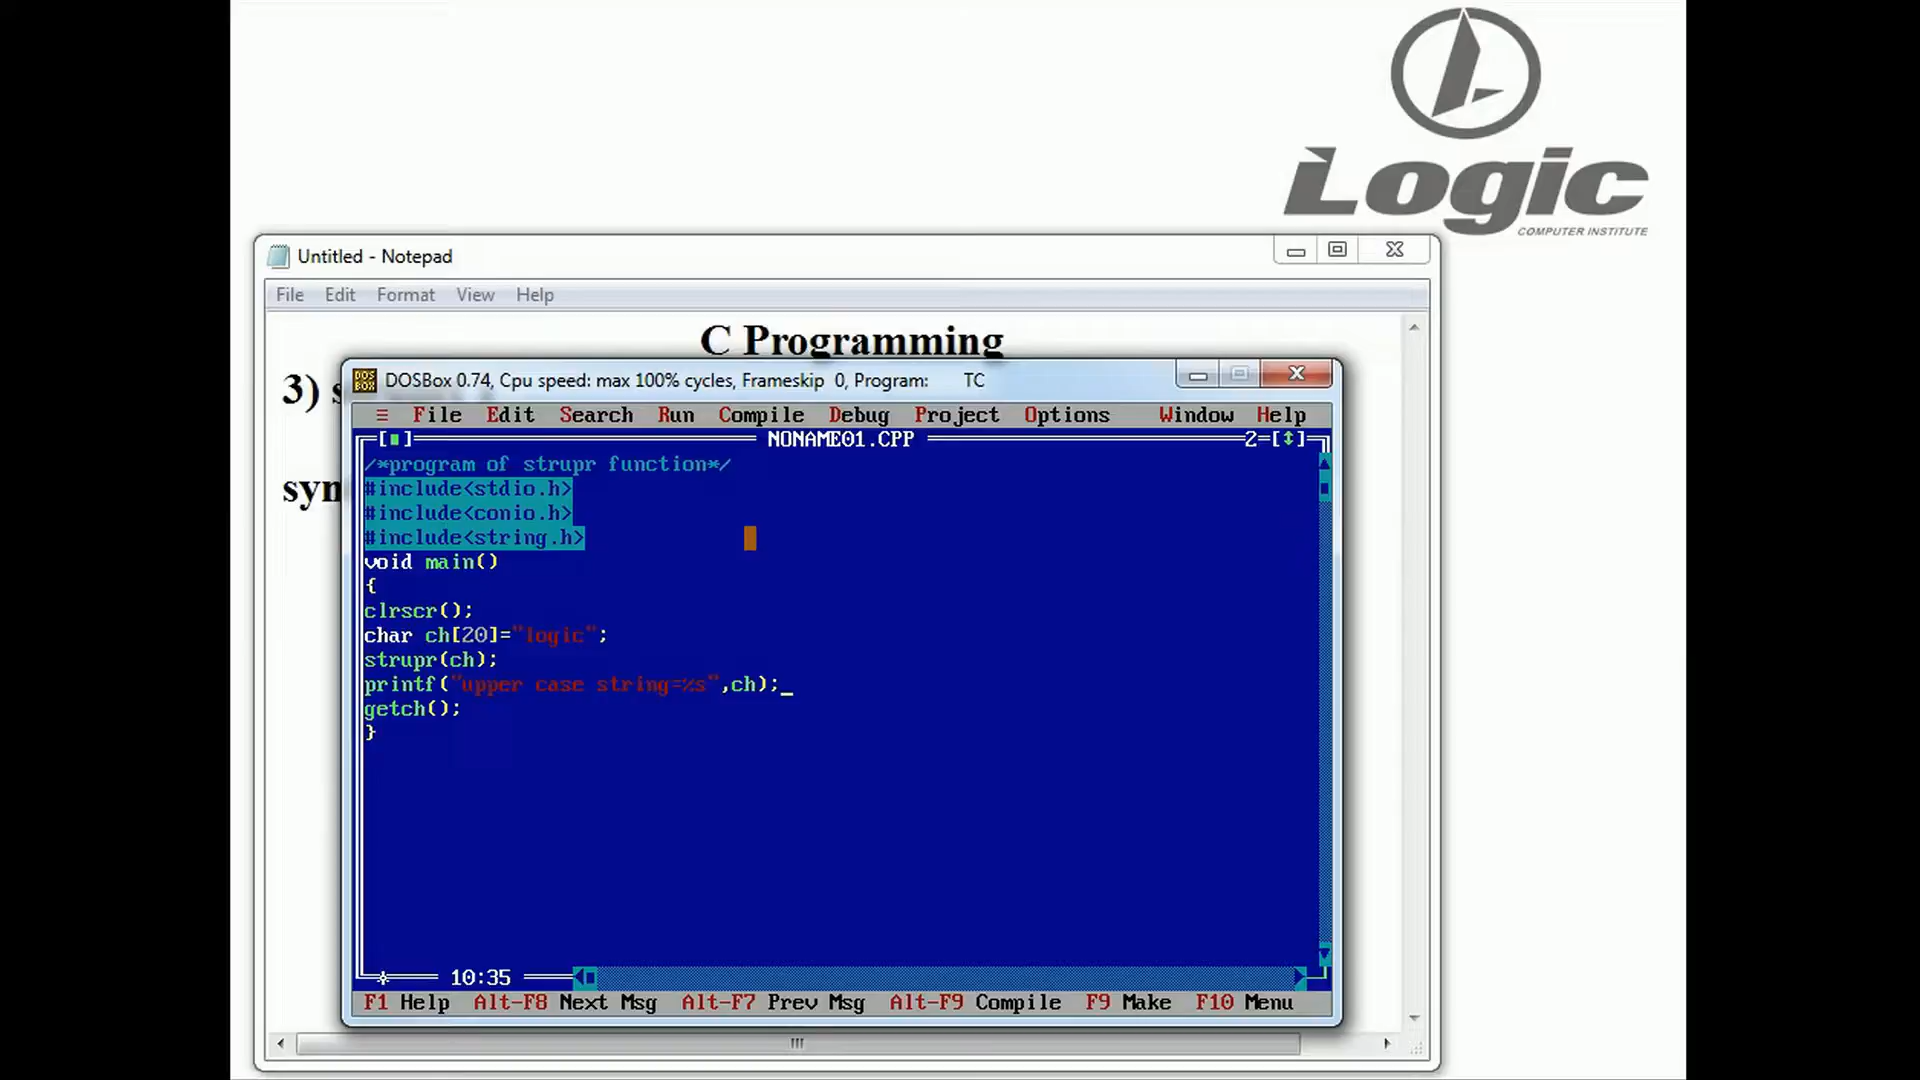 Logic
COMPUTER INSTITUTE
Untitled - Notepad
File Edit Format View Help
C Programming
3) s
syn
DOSBox 0.74, Cpu speed: max 100% cycles, Frameskip 0, Program: TC
≡ File Edit Search Run Compile Debug Project Options Window Help
[■] NONAME01.CPP 2=[↕]
/*program of strupr function*/
#include<stdio.h>
#include<conio.h>
#include<string.h>
void main()
{
clrscr();
char ch[20]="logic";
strupr(ch);
printf("upper case string=%s",ch);_
getch();
}
10:35
F1 Help Alt-F8 Next Msg Alt-F7 Prev Msg Alt-F9 Compile F9 Make F10 Menu